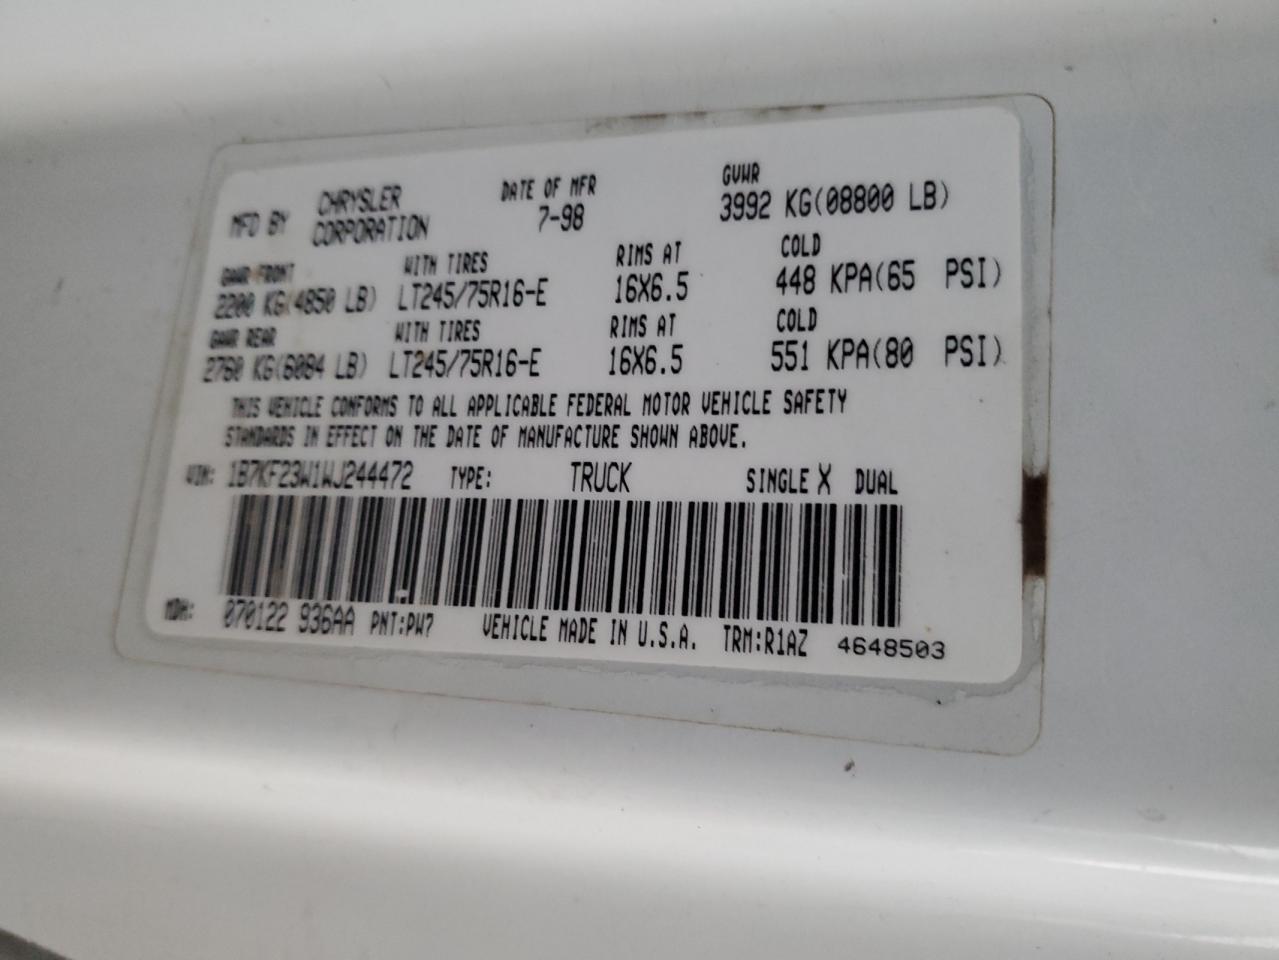 MFD BY CHRYSLER CORPORATION DATE OF MFR 7-98 GVWR 3992 KG(08800 LB)
GAWR FRONT WITH TIRES RIMS AT COLD
2200 KG(4850 LB) LT245/75R16-E 16X6.5 448 KPA(65 PSI)
GAWR REAR WITH TIRES RIMS AT COLD
2760 KG(6084 LB) LT245/75R16-E 16X6.5 551 KPA(80 PSI)
THIS VEHICLE CONFORMS TO ALL APPLICABLE FEDERAL MOTOR VEHICLE SAFETY
STANDARDS IN EFFECT ON THE DATE OF MANUFACTURE SHOWN ABOVE.
VIN: 1B7KF23W1WJ244472 TYPE: TRUCK SINGLE X DUAL
MDH: 070122 936AA PNT:PW7 VEHICLE MADE IN U.S.A. TRM:R1AZ 4648503